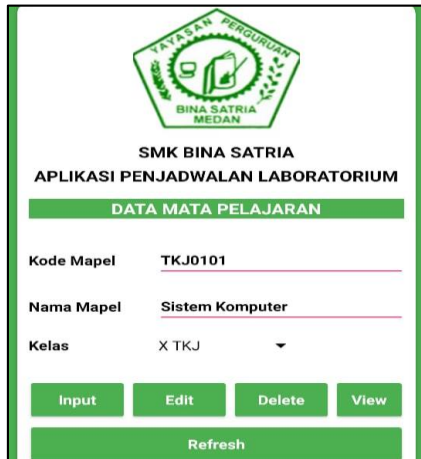 YAYASAN PERGURUAN
BINA SATRIA
MEDAN
SMK BINA SATRIA
APLIKASI PENJADWALAN LABORATORIUM
DATA MATA PELAJARAN
Kode Mapel TKJ0101
Nama Mapel Sistem Komputer
Kelas X TKJ
Input Edit Delete View
Refresh